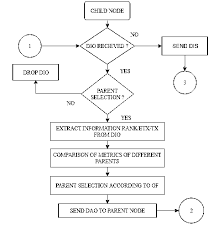 CHILD NODE
NO
1
DIO RECIEVED ?
SEND DIS
YES
DROP DIO
3
PARENT
SELECTION ?
NO
YES
EXTRACT INFORMATION RANK/ETX/TX
FROM DIO
COMPARISON OF METRICS OF DIFFERENT
PARENTS
PARENT SELECTION ACCORDING TO OF
SEND DAO TO PARENT NODE
2